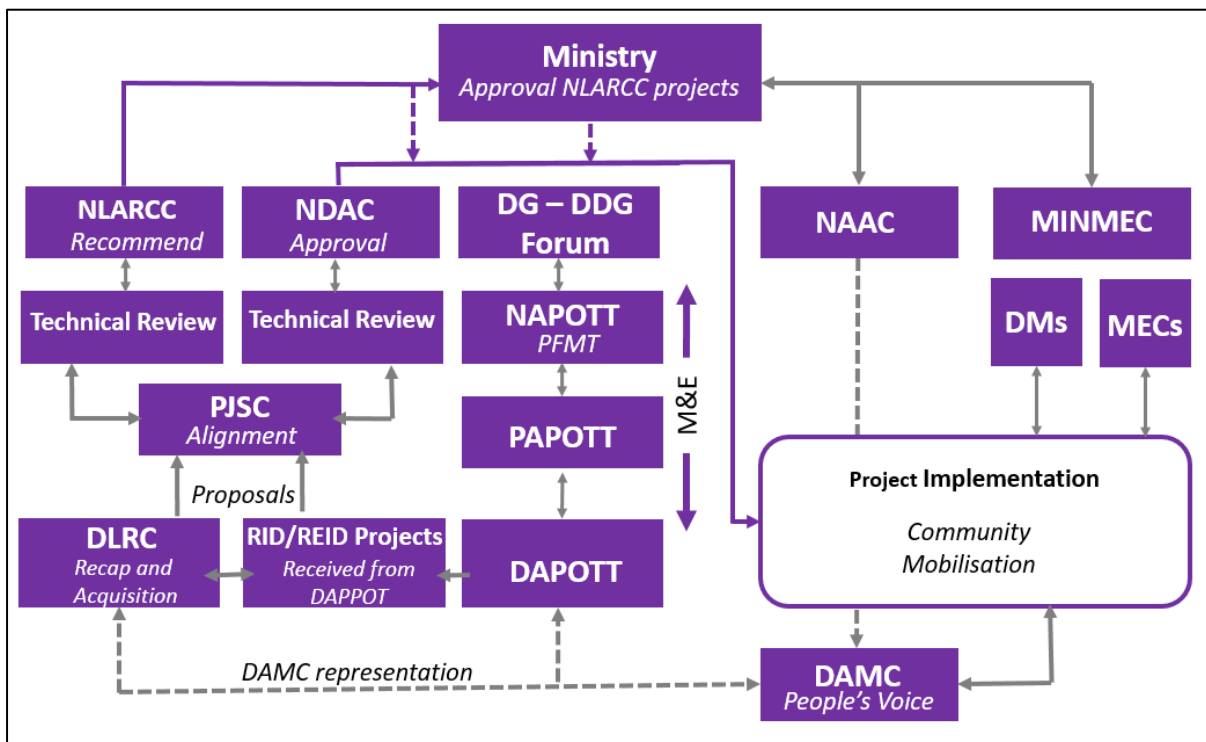 Ministry
Approval NLARCC projects
NLARCC
Recommend
NDAC
Approval
DG – DDG
Forum
NAAC
MINMEC
Technical Review
Technical Review
NAPOTT
PFMT
M&E
DMs
MECs
PJSC
Alignment
PAPOTT
Proposals
Project Implementation
Community
Mobilisation
DLRC
Recap and
Acquisition
RID/REID Projects
Received from
DAPPOT
DAPOTT
DAMC representation
DAMC
People's Voice